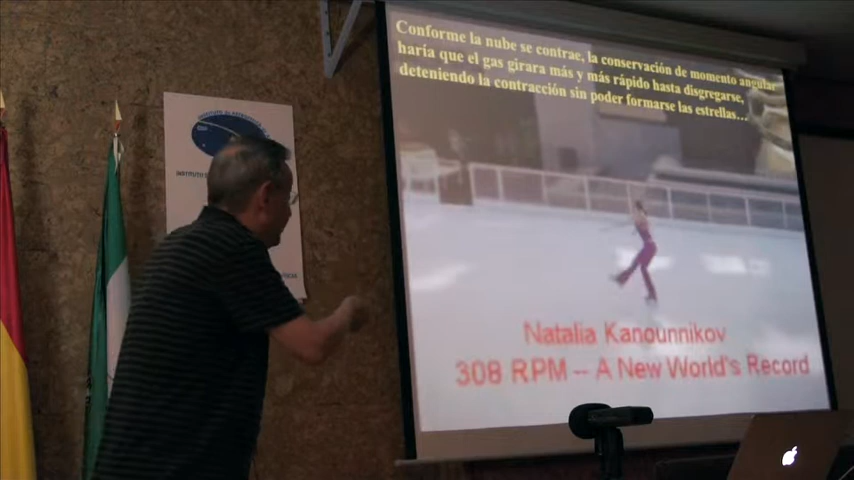 Conforme la nube se contrae, la conservación de momento angular
haría que el gas girara más y más rápido hasta disgregarse,
deteniendo la contracción sin poder formarse las estrellas...
INSTITUTO
Natalia Kanounnikov
308 RPM -- A New World's Record